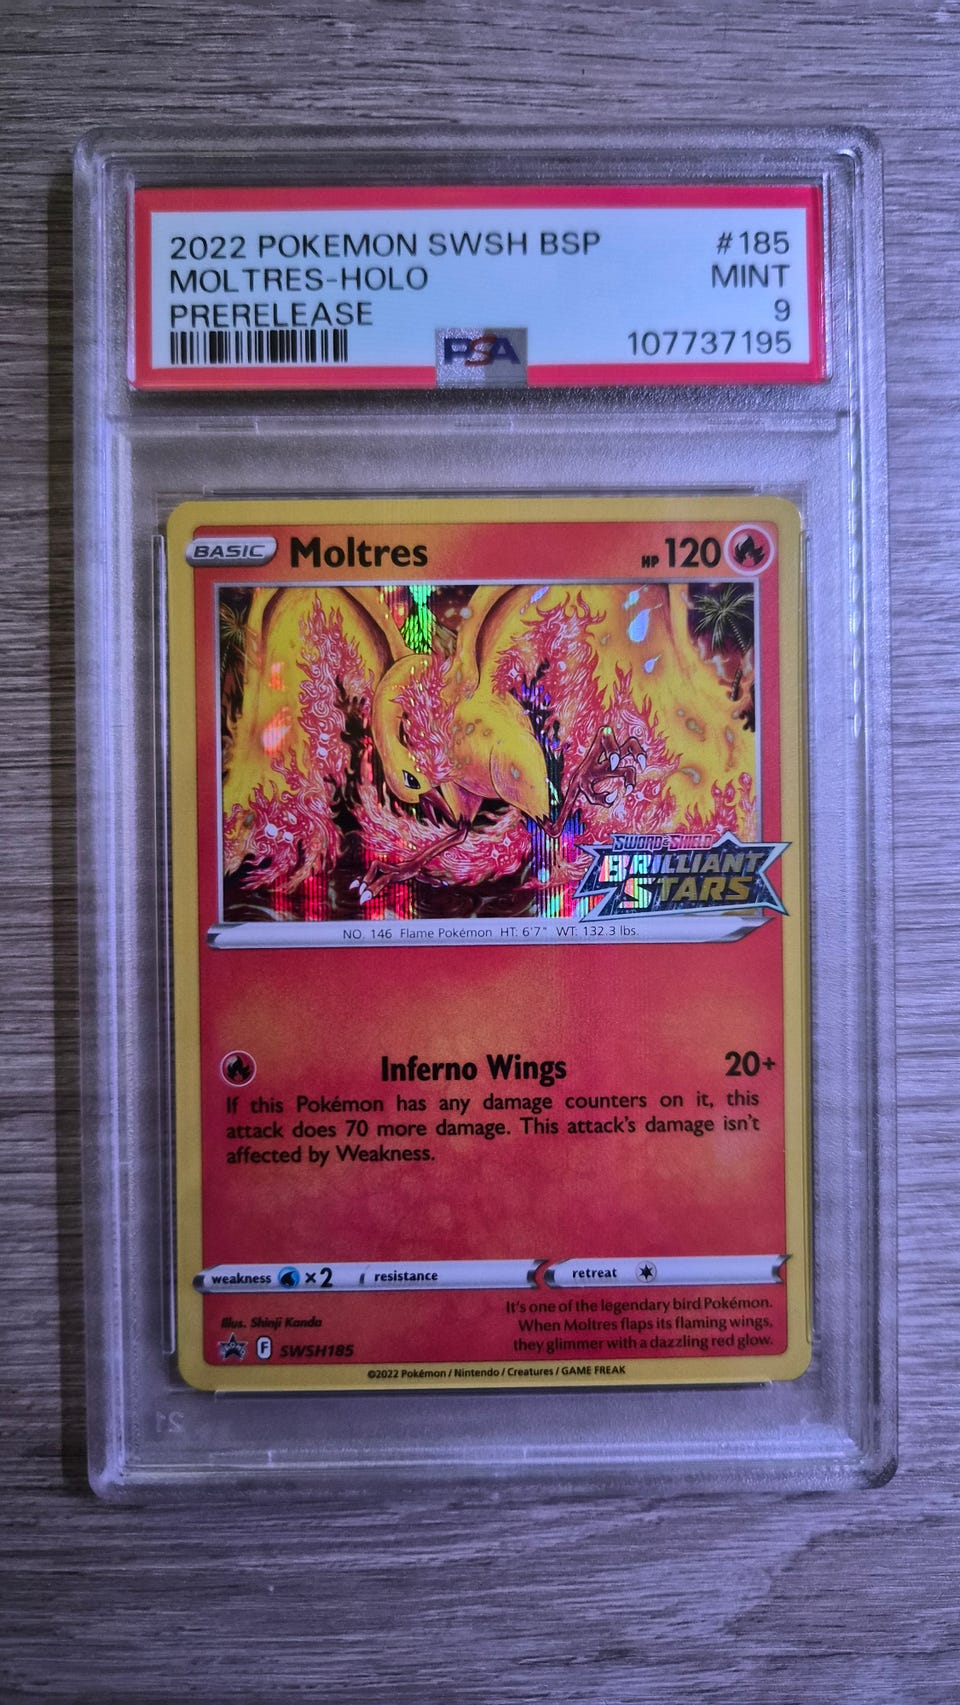 2022 POKEMON SWSH BSP #185
MOLTRES-HOLO MINT
PRERELEASE 9
PSA 107737195
BASIC Moltres HP 120
SWORD & SHIELD
BRILLIANT
STARS
NO. 146 Flame Pokémon HT: 6'7" WT: 132.3 lbs.
Inferno Wings 20+
If this Pokémon has any damage counters on it, this
attack does 70 more damage. This attack's damage isn't
affected by Weakness.
weakness ×2 resistance retreat
Illus. Shinji Kanda
It's one of the legendary bird Pokémon.
When Moltres flaps its flaming wings,
they glimmer with a dazzling red glow.
PROMO F SWSH185
©2022 Pokémon / Nintendo / Creatures / GAME FREAK